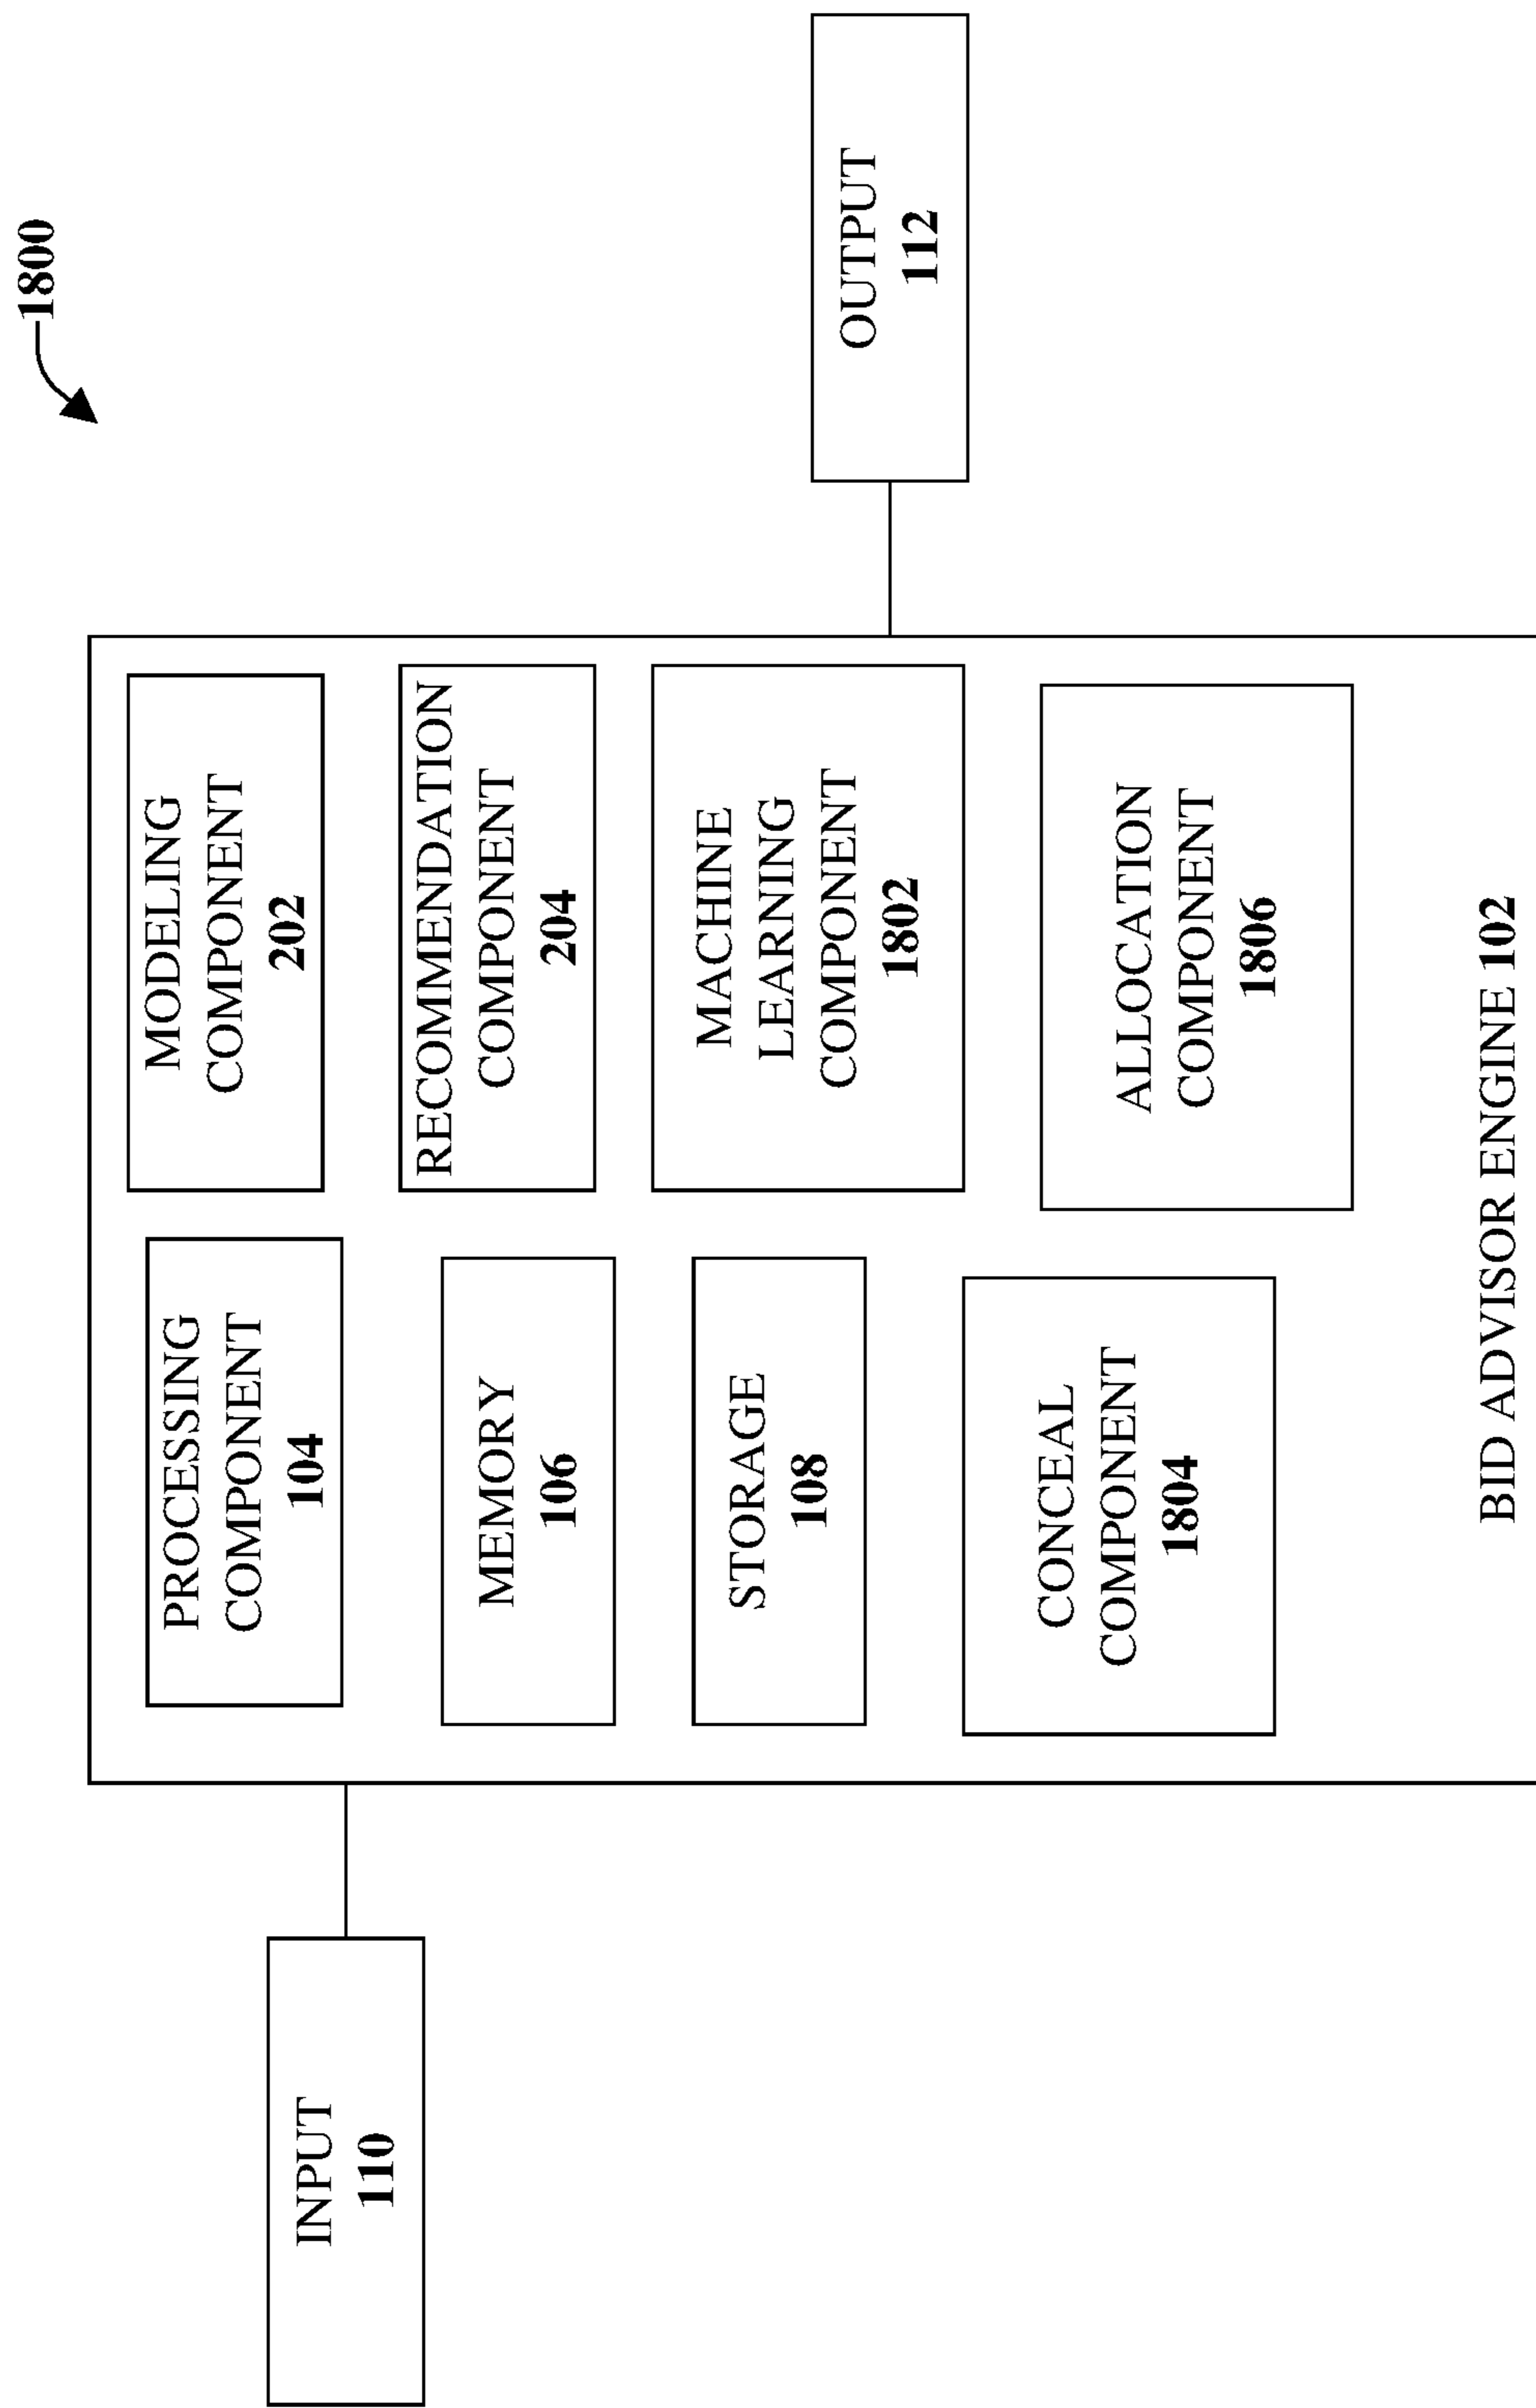 1800
INPUT
110
PROCESSING
COMPONENT
104
MEMORY
106
STORAGE
108
CONCEAL
COMPONENT
1804
MODELING
COMPONENT
202
RECOMMENDATION
COMPONENT
204
MACHINE
LEARNING
COMPONENT
1802
ALLOCATION
COMPONENT
1806
BID ADVISOR ENGINE 102
OUTPUT
112